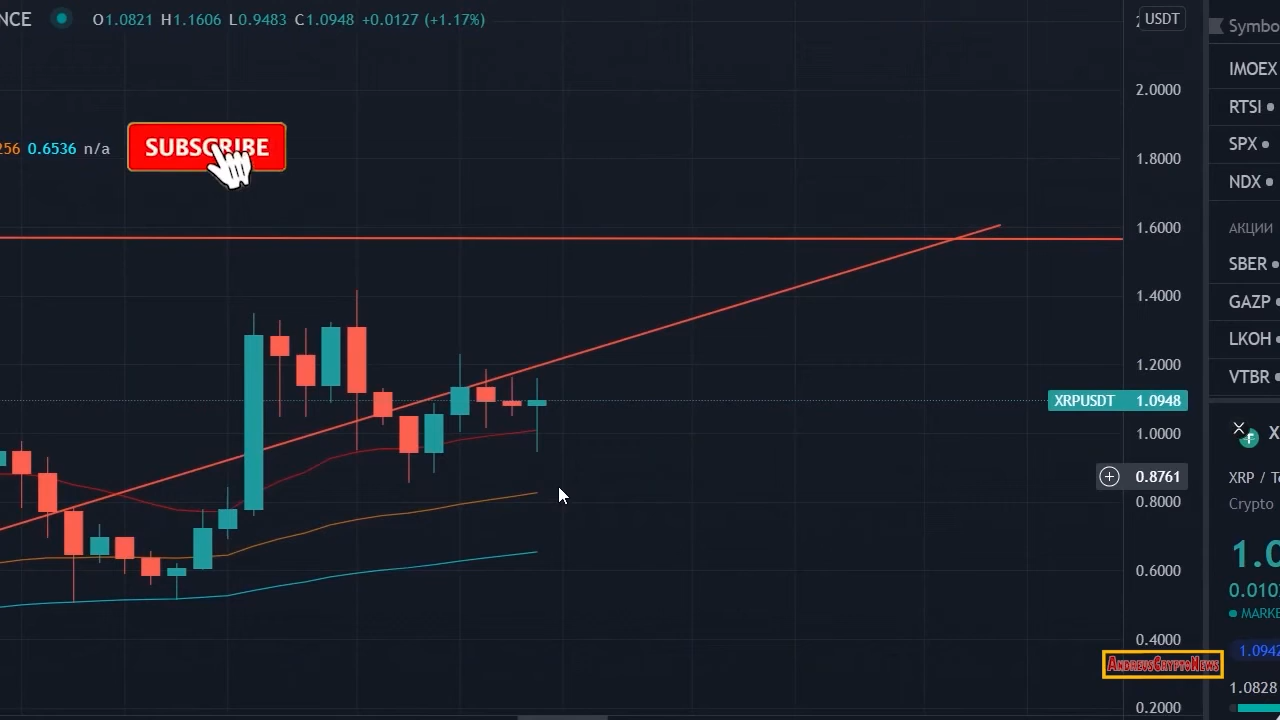 NCE O1.0821 H1.1606 L0.9483 C1.0948 +0.0127 (+1.17%)
USDT
Symbo
2.0000
IMOEX
RTSI
256 0.6536 n/a
SUBSCRIBE
1.8000
SPX
NDX
1.6000
АКЦИИ
SBER
1.4000
GAZP
LKOH
1.2000
VTBR
XRPUSDT 1.0948
1.0000
X
0.8761
XRP / Te
0.8000
Crypto
1.0
0.6000
0.010
MARKE
0.4000
1.0942
ANDREUSCRYPTONEWS
1.0828
0.2000